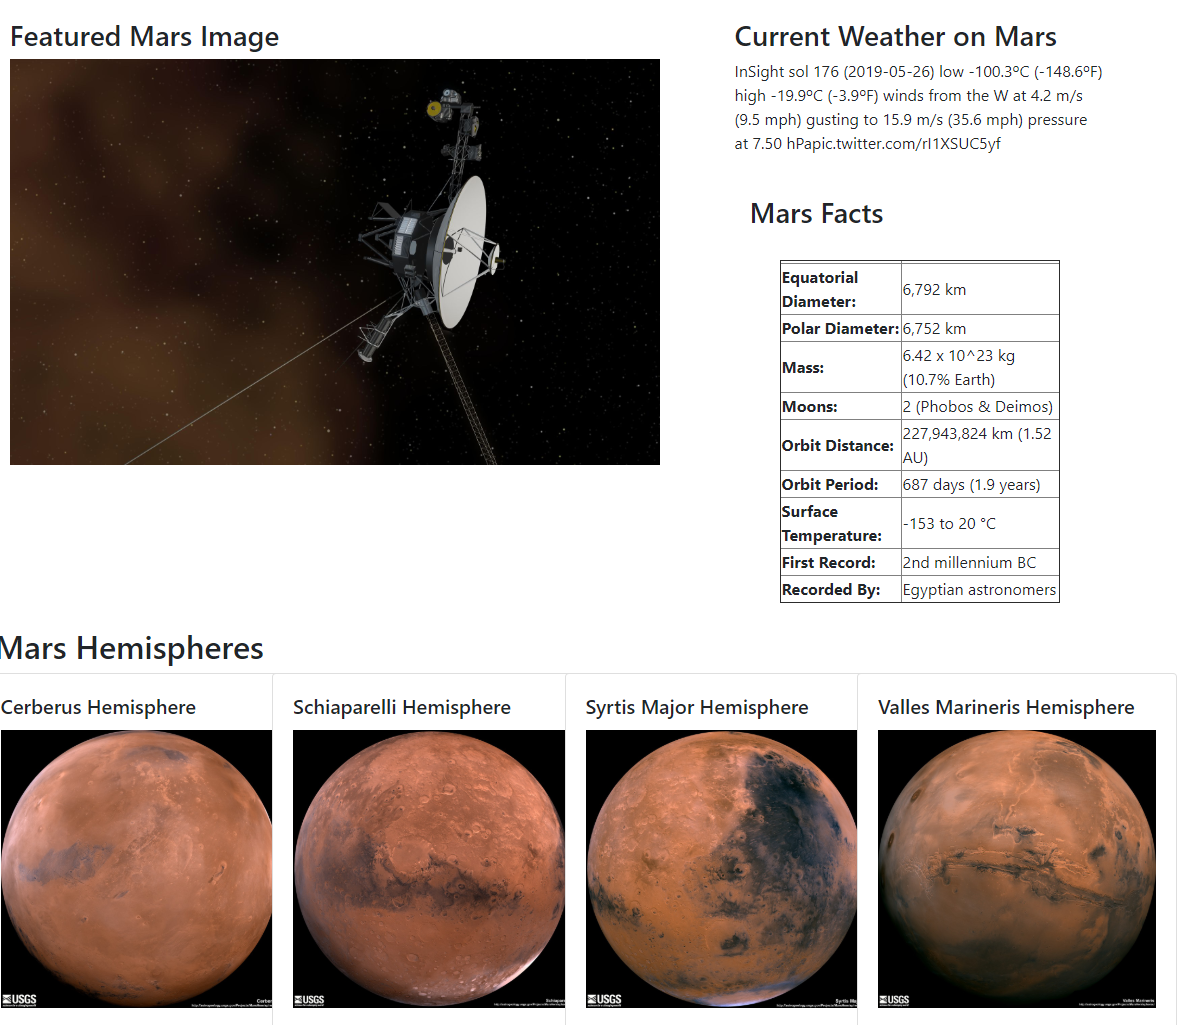 Featured Mars Image
Current Weather on Mars
InSight sol 176 (2019-05-26) low -100.3ºC (-148.6ºF)
high -19.9ºC (-3.9ºF) winds from the W at 4.2 m/s
(9.5 mph) gusting to 15.9 m/s (35.6 mph) pressure
at 7.50 hPapic.twitter.com/rI1XSUC5yf
Mars Facts
Equatorial
Diameter: 6,792 km
Polar Diameter: 6,752 km
Mass: 6.42 x 10^23 kg
(10.7% Earth)
Moons: 2 (Phobos & Deimos)
Orbit Distance: 227,943,824 km (1.52
AU)
Orbit Period: 687 days (1.9 years)
Surface
Temperature: -153 to 20 °C
First Record: 2nd millennium BC
Recorded By: Egyptian astronomers
Mars Hemispheres
Cerberus Hemisphere
Schiaparelli Hemisphere
Syrtis Major Hemisphere
Valles Marineris Hemisphere
USGS
USGS
USGS
USGS
Valles Marineris